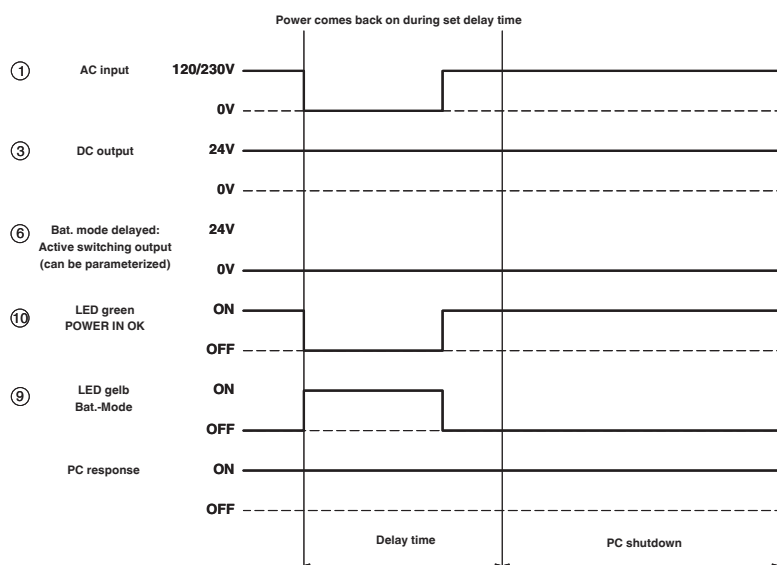 Power comes back on during set delay time
① AC input 120/230V
0V
③ DC output 24V
0V
⑥ Bat. mode delayed: 24V
Active switching output
(can be parameterized) 0V
⑩ LED green ON
POWER IN OK
OFF
⑨ LED gelb ON
Bat.-Mode
OFF
PC response ON
OFF
Delay time PC shutdown